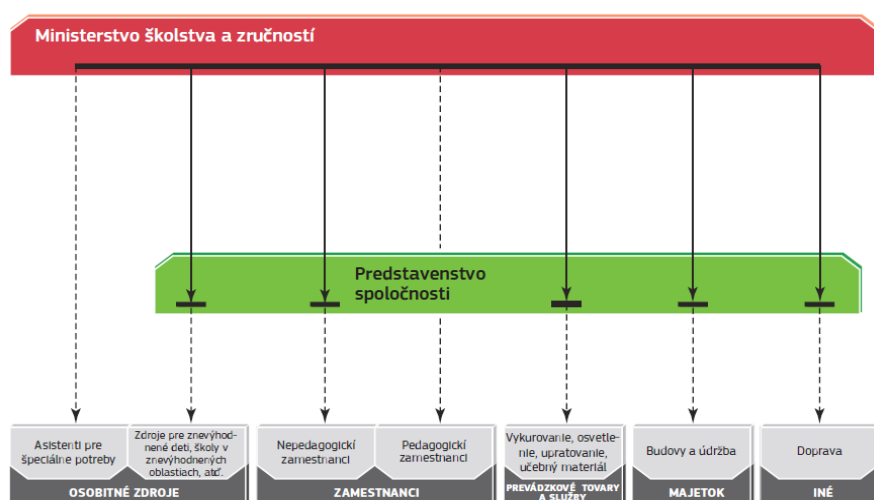 Ministerstvo školstva a zručností
Predstavenstvo
spoločnosti
Asistenti pre
špeciálne potreby
Zdroje pre znevýhod-
nené deti, školy v
znevýhodnených
oblastiach, atď.
Nepedagogickí
zamestnanci
Pedagogickí
zamestnanci
Vykurovanie, osvetle-
nie, upratovanie,
učebný materiál
Budovy a údržba
Doprava
OSOBITNÉ ZDROJE
ZAMESTNANCI
PREVÁDZKOVÉ TOVARY
A SLUŽBY
MAJETOK
INÉ